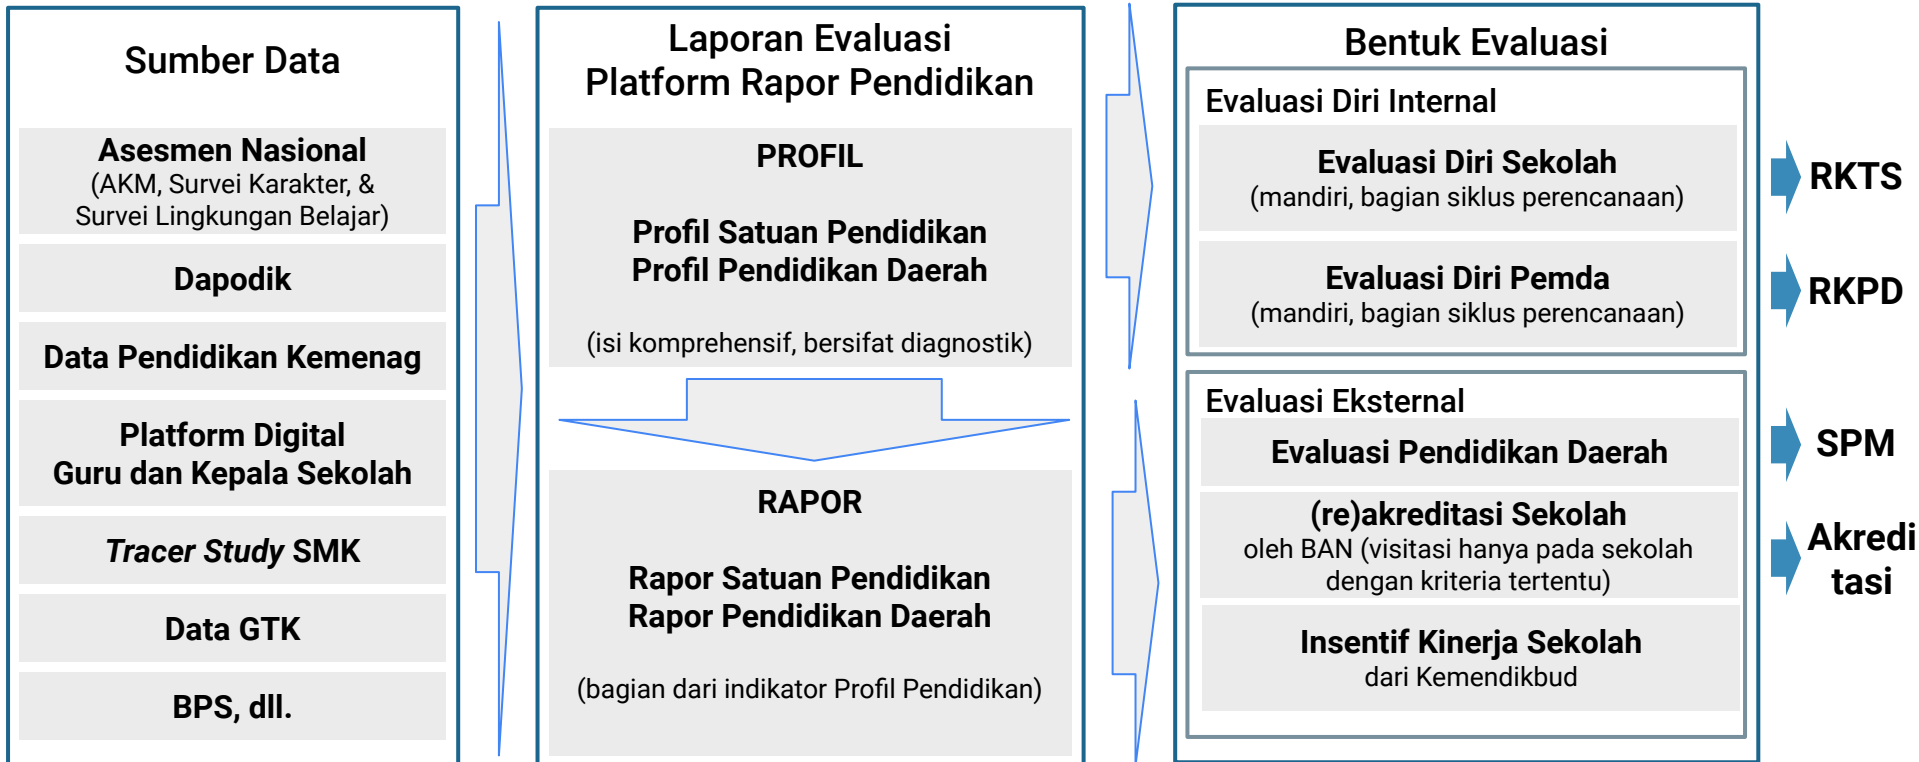 Sumber Data
Asesmen Nasional
(AKM, Survei Karakter, &
Survei Lingkungan Belajar)
Dapodik
Data Pendidikan Kemenag
Platform Digital
Guru dan Kepala Sekolah
Tracer Study SMK
Data GTK
BPS, dll.
Laporan Evaluasi
Platform Rapor Pendidikan
PROFIL
Profil Satuan Pendidikan
Profil Pendidikan Daerah
(isi komprehensif, bersifat diagnostik)
RAPOR
Rapor Satuan Pendidikan
Rapor Pendidikan Daerah
(bagian dari indikator Profil Pendidikan)
Bentuk Evaluasi
Evaluasi Diri Internal
Evaluasi Diri Sekolah
(mandiri, bagian siklus perencanaan)
Evaluasi Diri Pemda
(mandiri, bagian siklus perencanaan)
Evaluasi Eksternal
Evaluasi Pendidikan Daerah
(re)akreditasi Sekolah
oleh BAN (visitasi hanya pada sekolah
dengan kriteria tertentu)
Insentif Kinerja Sekolah
dari Kemendikbud
RKTS
RKPD
SPM
Akredi
tasi